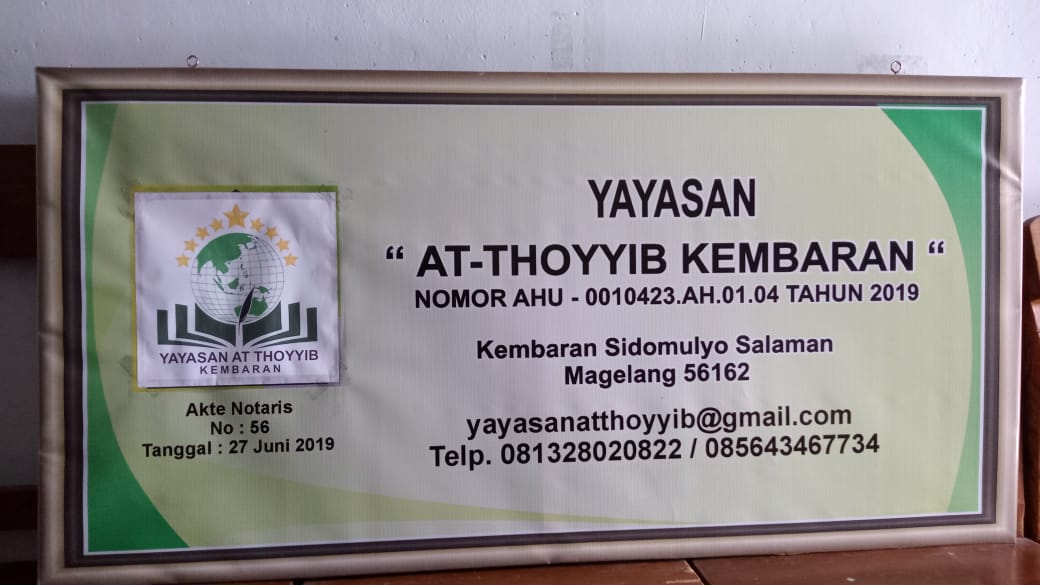 YAYASAN AT THOYYIB
KEMBARAN
Akte Notaris
No : 56
Tanggal : 27 Juni 2019
YAYASAN
“ AT-THOYYIB KEMBARAN “
NOMOR AHU - 0010423.AH.01.04 TAHUN 2019
Kembaran Sidomulyo Salaman
Magelang 56162
yayasanatthoyyib@gmail.com
Telp. 081328020822 / 085643467734